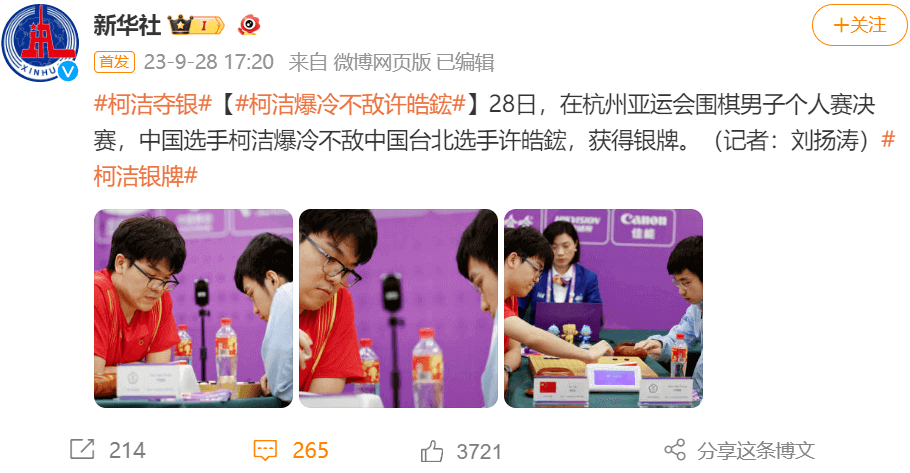 新华社
XINHUA
关注
首发 23-9-28 17:20 来自 微博网页版 已编辑
#柯洁夺银#【#柯洁爆冷不敌许皓鋐#】28日，在杭州亚运会围棋男子个人赛决
赛，中国选手柯洁爆冷不敌中国台北选手许皓鋐，获得银牌。（记者：刘扬涛）#
柯洁银牌#
HIKVISION
Canon
佳能
214
265
3721
分享这条博文